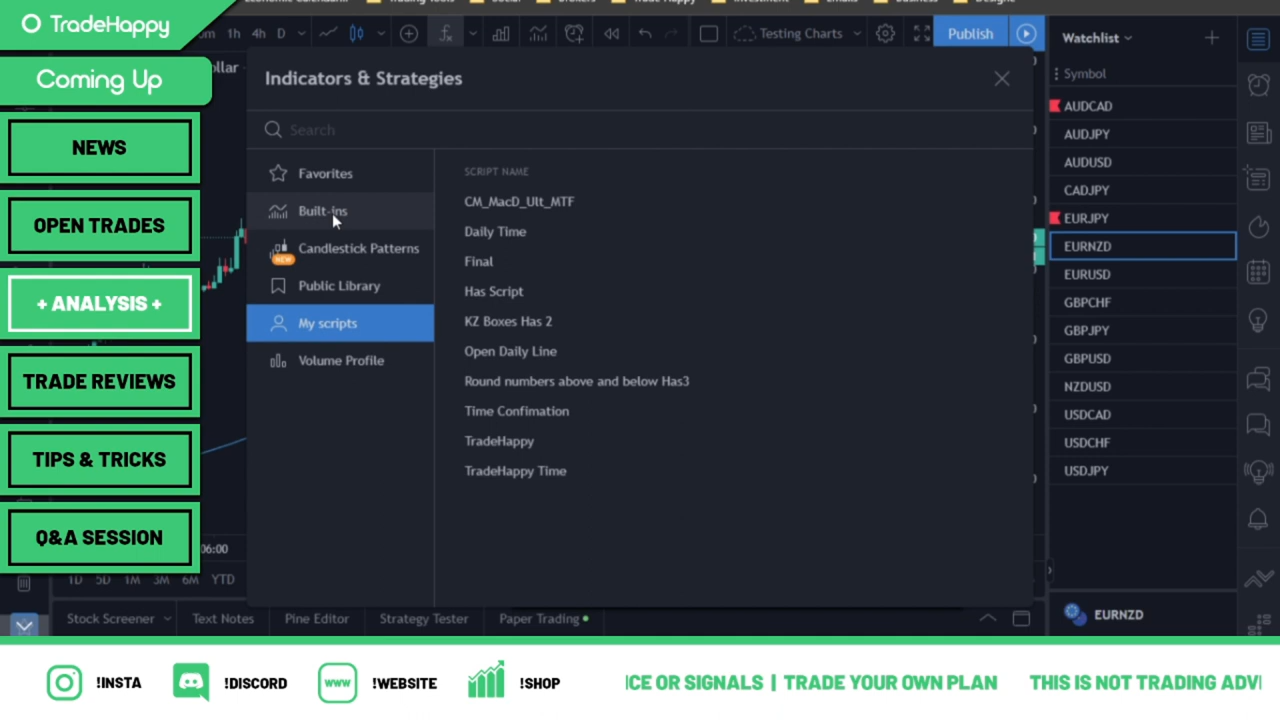 TradeHappy
Coming Up
NEWS
OPEN TRADES
+ ANALYSIS +
TRADE REVIEWS
TIPS & TRICKS
Q&A SESSION
1h 4h D
Testing Charts
Publish
Indicators & Strategies
Search
Favorites
Built-ins
Candlestick Patterns
NEW
Public Library
My scripts
Volume Profile
SCRIPT NAME
CM_MacD_Ult_MTF
Daily Time
Final
Has Script
KZ Boxes Has 2
Open Daily Line
Round numbers above and below Has3
Time Confimation
TradeHappy
TradeHappy Time
Watchlist
Symbol
AUDCAD
AUDJPY
AUDUSD
CADJPY
EURJPY
EURNZD
EURUSD
GBPCHF
GBPJPY
GBPUSD
NZDUSD
USDCAD
USDCHF
USDJPY
06:00
1D 5D 1M 3M 6M YTD
Stock Screener Text Notes Pine Editor Strategy Tester Paper Trading
EURNZD
!INSTA !DISCORD WWW !WEBSITE !SHOP
ICE OR SIGNALS | TRADE YOUR OWN PLAN THIS IS NOT TRADING ADVI